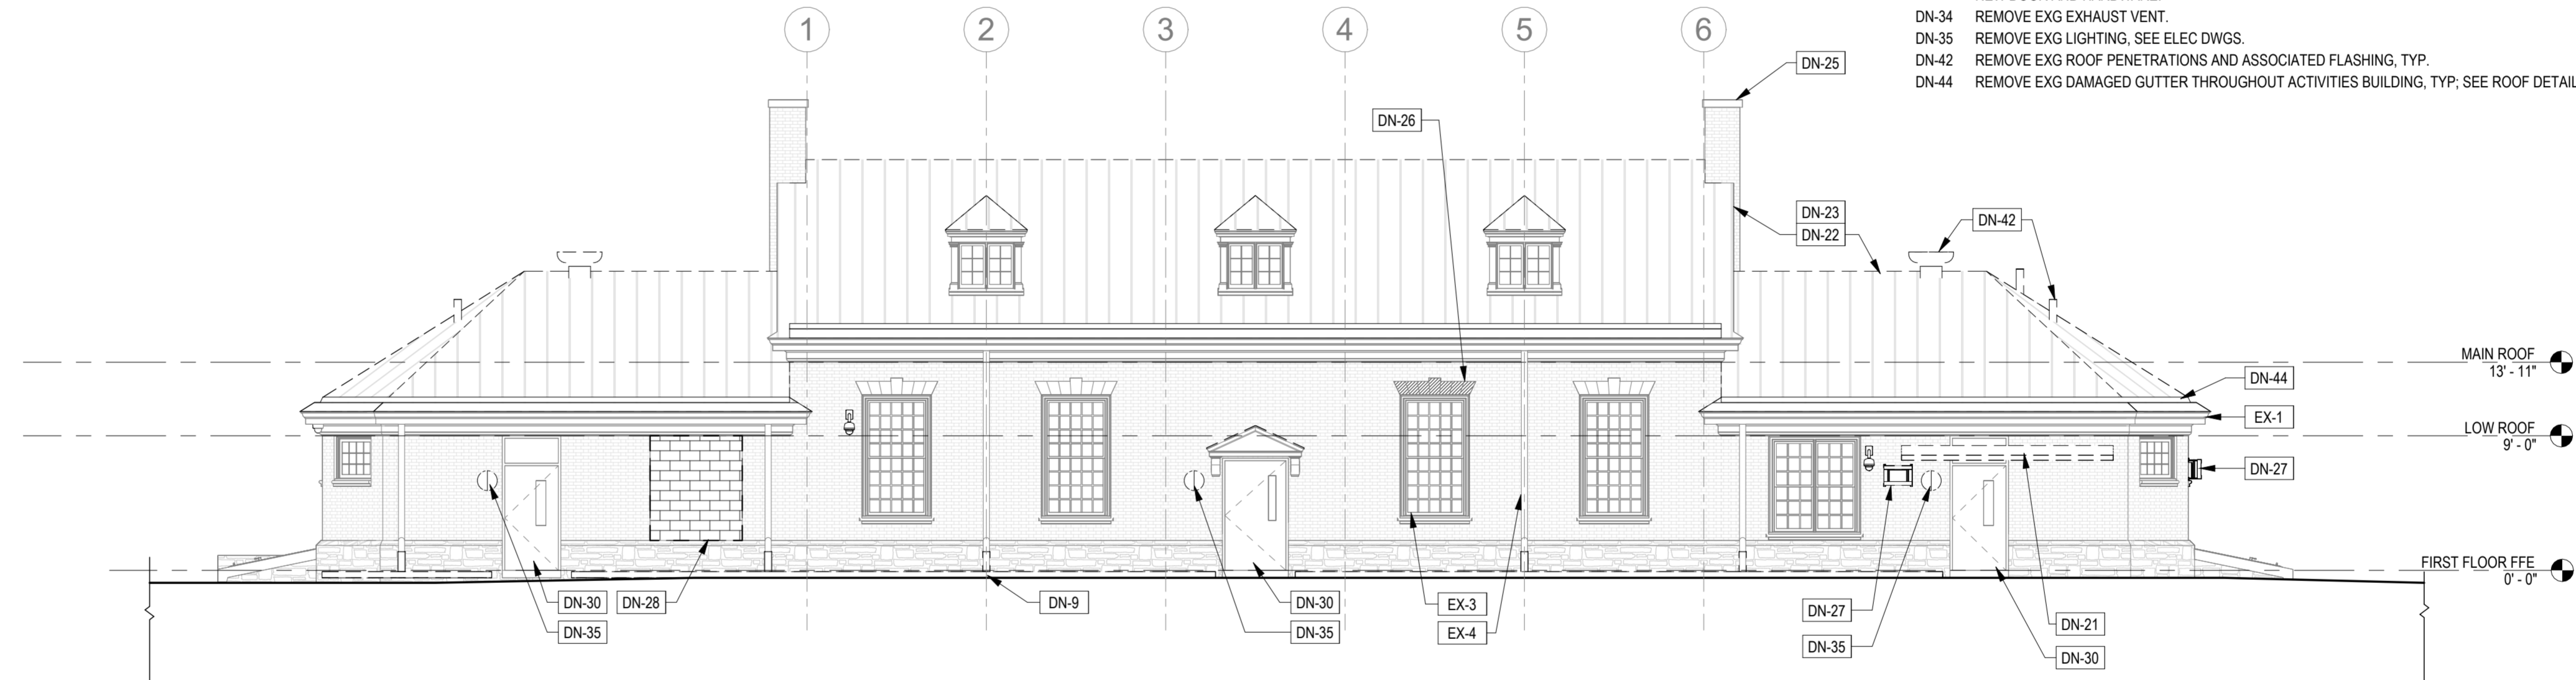 DN-34 REMOVE EXG EXHAUST VENT.
DN-35 REMOVE EXG LIGHTING, SEE ELEC DWGS.
DN-42 REMOVE EXG ROOF PENETRATIONS AND ASSOCIATED FLASHING, TYP.
DN-44 REMOVE EXG DAMAGED GUTTER THROUGHOUT ACTIVITIES BUILDING, TYP; SEE ROOF DETAIL
1 2 3 4 5 6
DN-25
DN-26
DN-23
DN-22
DN-42
MAIN ROOF
13' - 11"
DN-44
EX-1
LOW ROOF
9' - 0"
DN-27
FIRST FLOOR FFE
0' - 0"
DN-30
DN-28
DN-35
DN-9
DN-30
DN-35
EX-3
EX-4
DN-27
DN-35
DN-21
DN-30